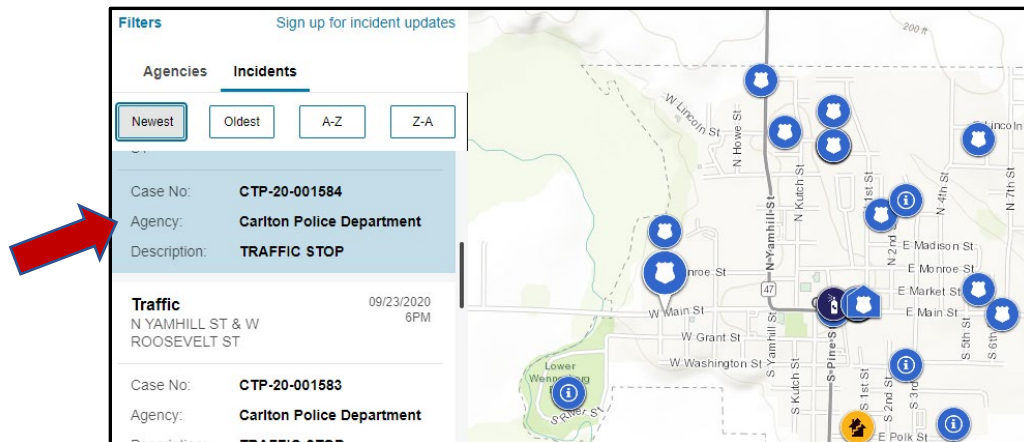 Filters
Sign up for incident updates
Agencies
Incidents
Newest
Oldest
A-Z
Z-A
Case No: CTP-20-001584
Agency: Carlton Police Department
Description: TRAFFIC STOP
Traffic 09/23/2020
6PM
N YAMHILL ST & W
ROOSEVELT ST
Case No: CTP-20-001583
Agency: Carlton Police Department
200 ft
W Lincoln St
N Howe St
N Yamhill St
N Kutch St
1st St
N 2nd
N 4th St
N 7th St
Lincoln
E Madison St
E Monroe St
E Market St
E Main St
nroe St
47
W Main St
W Grant St
W Washington St
S Yamhill St
S Kutch St
S Pine S
S 1st St
S 2nd St
S 3rd
S 5th St
S 6th
E Polk St
Lower
S River St